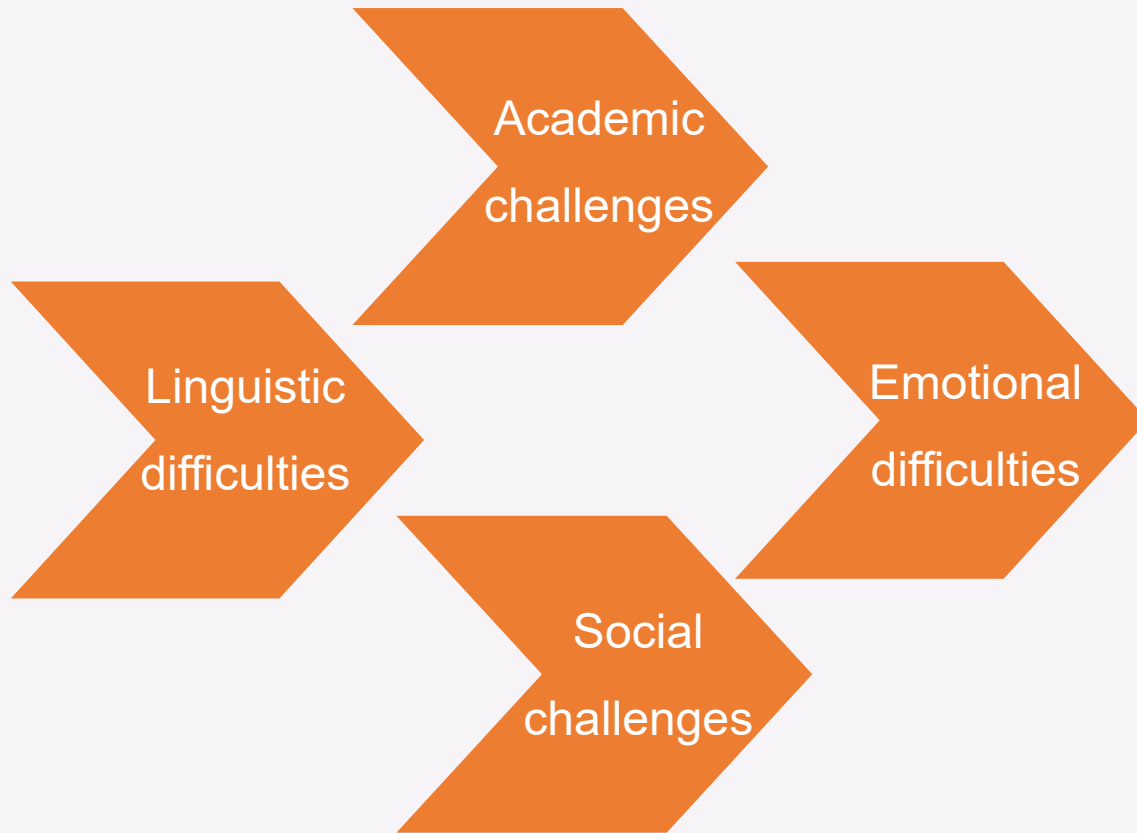 Academic
challenges
Linguistic
difficulties
Emotional
difficulties
Social
challenges